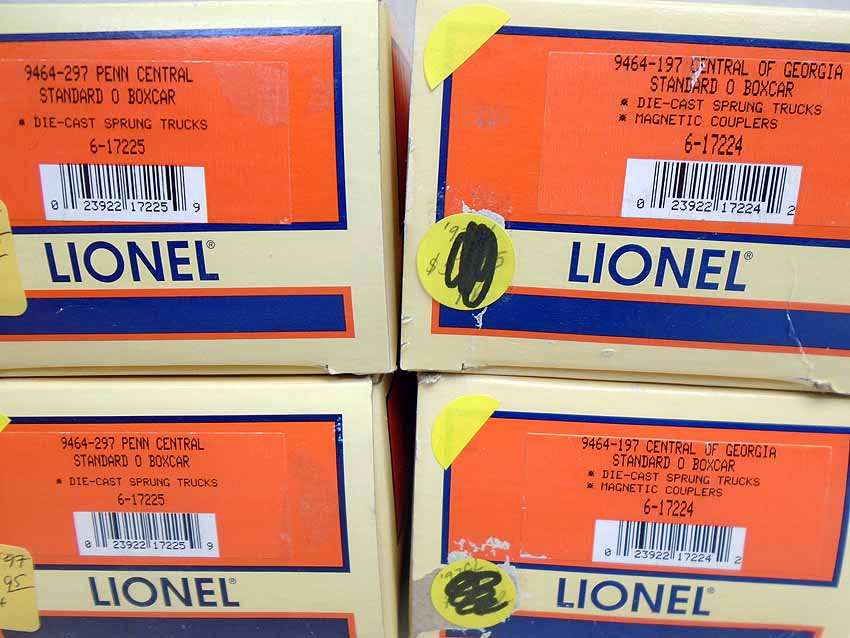 9464-297 PENN CENTRAL
STANDARD O BOXCAR
* DIE-CAST SPRUNG TRUCKS
6-17225
0 23922 17225 9
LIONEL®
9464-197 CENTRAL OF GEORGIA
STANDARD O BOXCAR
* DIE-CAST SPRUNG TRUCKS
* MAGNETIC COUPLERS
6-17224
0 23922 17224 2
LIONEL®
9464-297 PENN CENTRAL
STANDARD O BOXCAR
* DIE-CAST SPRUNG TRUCKS
6-17225
0 23922 17225 9
'97
95
LIONEL®
9464-197 CENTRAL OF GEORGIA
STANDARD O BOXCAR
* DIE-CAST SPRUNG TRUCKS
* MAGNETIC COUPLERS
6-17224
0 23922 17224 2
LIONEL®